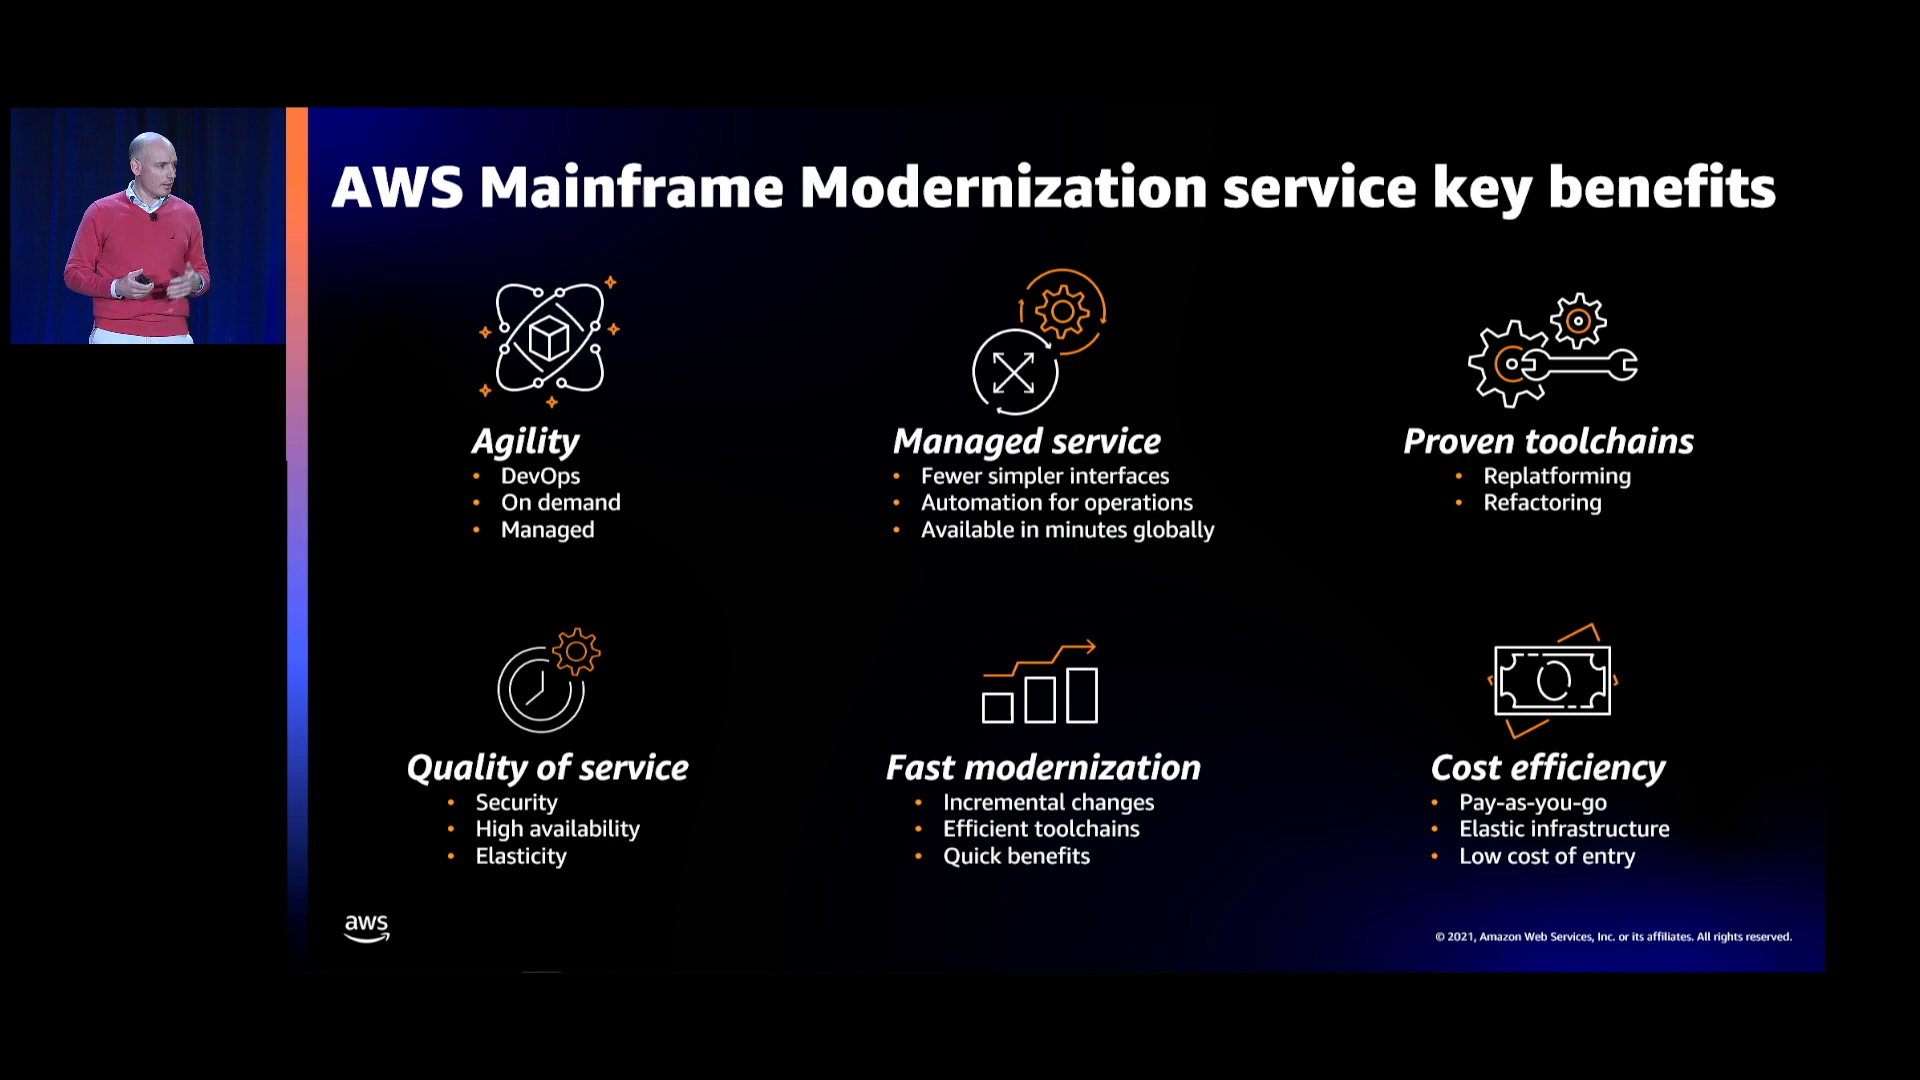 AWS Mainframe Modernization service key benefits
Agility
• DevOps
• On demand
• Managed
Managed service
• Fewer simpler interfaces
• Automation for operations
• Available in minutes globally
Proven toolchains
• Replatforming
• Refactoring
Quality of service
• Security
• High availability
• Elasticity
Fast modernization
• Incremental changes
• Efficient toolchains
• Quick benefits
Cost efficiency
• Pay-as-you-go
• Elastic infrastructure
• Low cost of entry
aws
© 2021, Amazon Web Services, Inc. or its affiliates. All rights reserved.